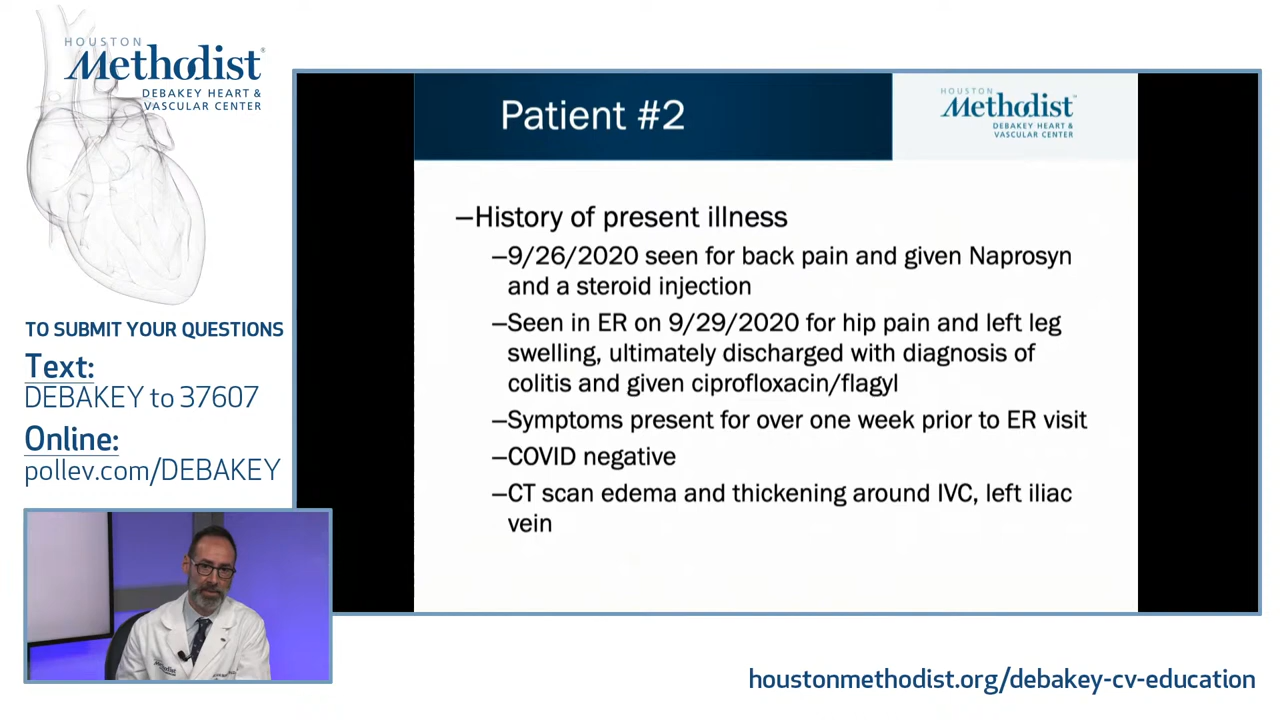 HOUSTON
Methodist
DEBAKEY HEART &
VASCULAR CENTER
TO SUBMIT YOUR QUESTIONS
Text:
DEBAKEY to 37607
Online:
pollev.com/DEBAKEY
Patient #2
HOUSTON
Methodist
DEBAKEY HEART &
VASCULAR CENTER
–History of present illness
–9/26/2020 seen for back pain and given Naprosyn
and a steroid injection
–Seen in ER on 9/29/2020 for hip pain and left leg
swelling, ultimately discharged with diagnosis of
colitis and given ciprofloxacin/flagyl
–Symptoms present for over one week prior to ER visit
–COVID negative
–CT scan edema and thickening around IVC, left iliac
vein
Methodist
houstonmethodist.org/debakey-cv-education